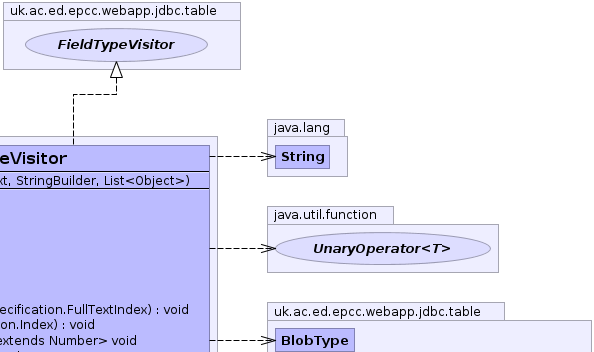 uk.ac.ed.epcc.webapp.jdbc.table
FieldTypeVisitor
java.lang
String
eVisitor
xt, StringBuilder, List<Object>)
java.util.function
UnaryOperator<T>
ecification.FullTextIndex) : void
on.Index) : void
extends Number> void
uk.ac.ed.epcc.webapp.jdbc.table
BlobType